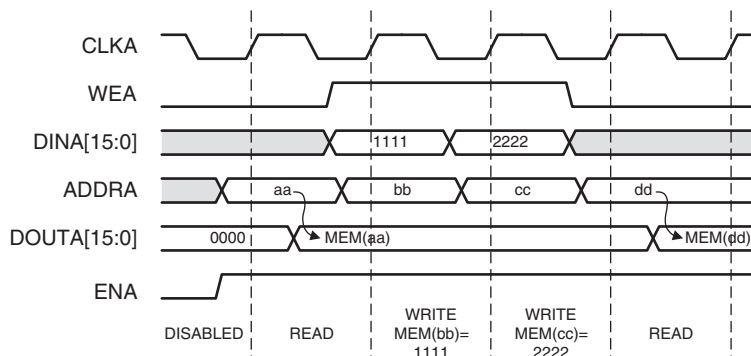 CLKA
WEA
DINA[15:0] 1111 2222
ADDRA aa bb cc dd
DOUTA[15:0] 0000 MEM(aa) MEM(dd)
ENA
DISABLED READ WRITE MEM(bb)= 1111 WRITE MEM(cc)= 2222 READ